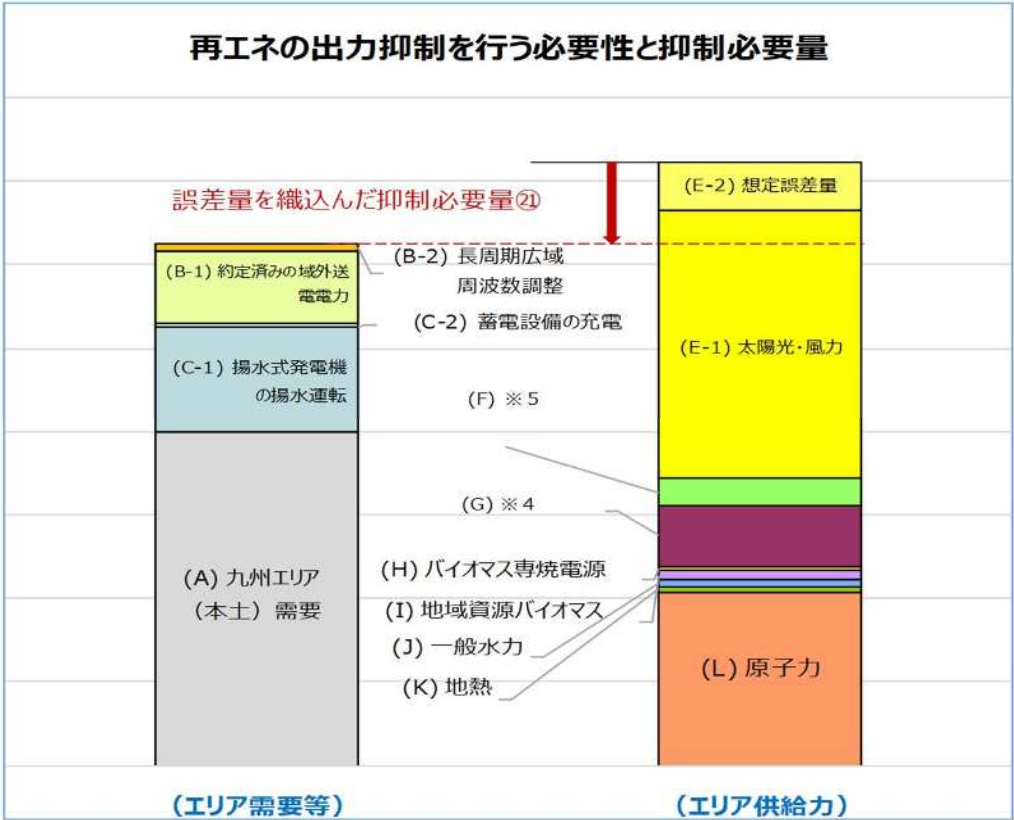 再エネの出力抑制を行う必要性と抑制必要量
誤差量を織込んだ抑制必要量㉑
(B-2) 長周期広域
周波数調整
(B-1) 約定済みの域外送
電電力
(C-2) 蓄電設備の充電
(C-1) 揚水式発電機
の揚水運転
(A) 九州エリア
（本土）需要
(E-2) 想定誤差量
(E-1) 太陽光・風力
(F) ※５
(G) ※４
(H) バイオマス専焼電源
(I) 地域資源バイオマス
(J) 一般水力
(K) 地熱
(L) 原子力
（エリア需要等）
（エリア供給力）